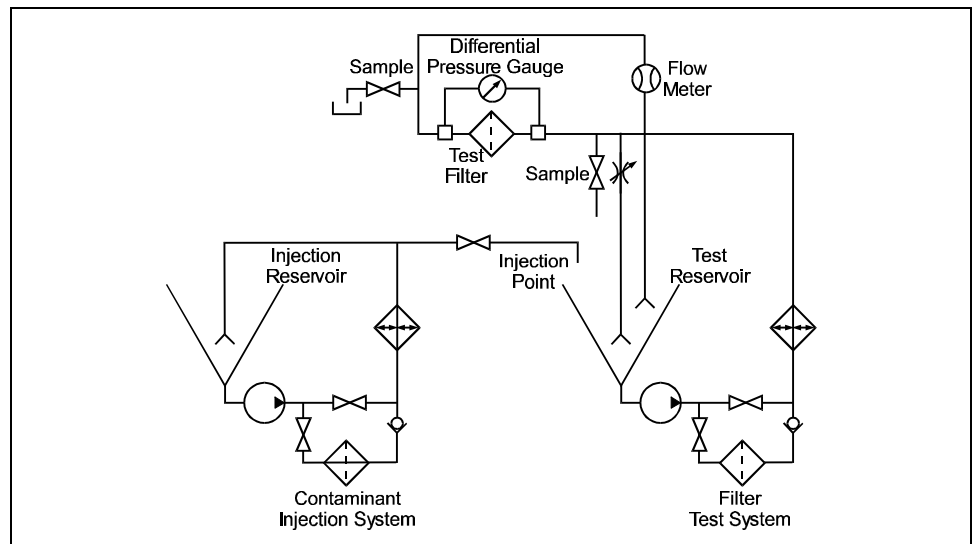 Differential
Pressure Gauge
Sample
Flow
Meter
Test
Filter
Sample
Injection
Reservoir
Injection
Point
Test
Reservoir
Contaminant
Injection System
Filter
Test System